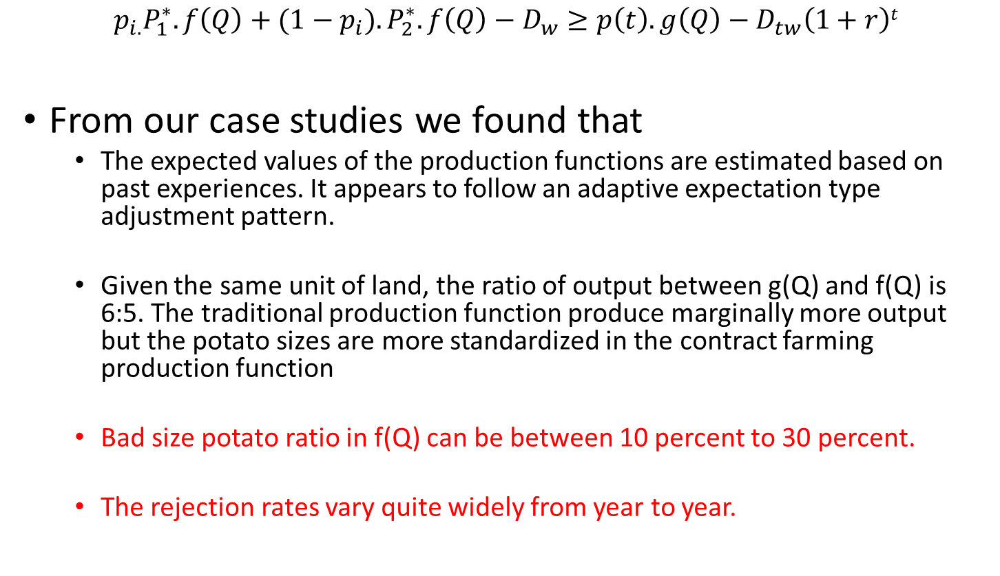 p_i.P_1^*.f(Q) + (1 − p_i).P_2^*.f(Q) − D_w ≥ p(t).g(Q) − D_tw(1 + r)^t
• From our case studies we found that
• The expected values of the production functions are estimated based on
past experiences. It appears to follow an adaptive expectation type
adjustment pattern.
• Given the same unit of land, the ratio of output between g(Q) and f(Q) is
6:5. The traditional production function produce marginally more output
but the potato sizes are more standardized in the contract farming
production function
• Bad size potato ratio in f(Q) can be between 10 percent to 30 percent.
• The rejection rates vary quite widely from year to year.